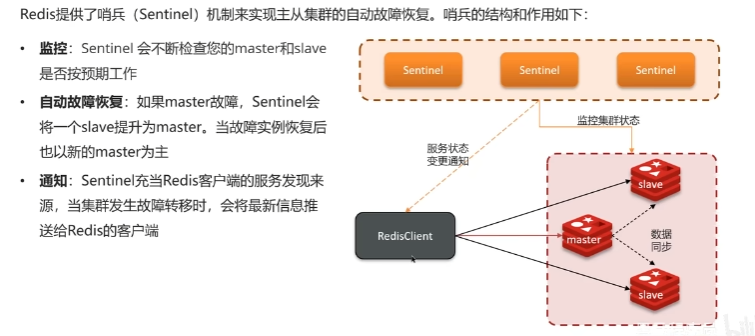 Redis提供了哨兵（Sentinel）机制来实现主从集群的自动故障恢复。哨兵的结构和作用如下：
• 监控：Sentinel 会不断检查您的master和slave
是否按预期工作
• 自动故障恢复：如果master故障，Sentinel会
将一个slave提升为master。当故障实例恢复后
也以新的master为主
• 通知：Sentinel充当Redis客户端的服务发现来
源，当集群发生故障转移时，会将最新信息推
送给Redis的客户端
Sentinel
Sentinel
Sentinel
服务状态
变更通知
监控集群状态
RedisClient
slave
master
数据
同步
slave